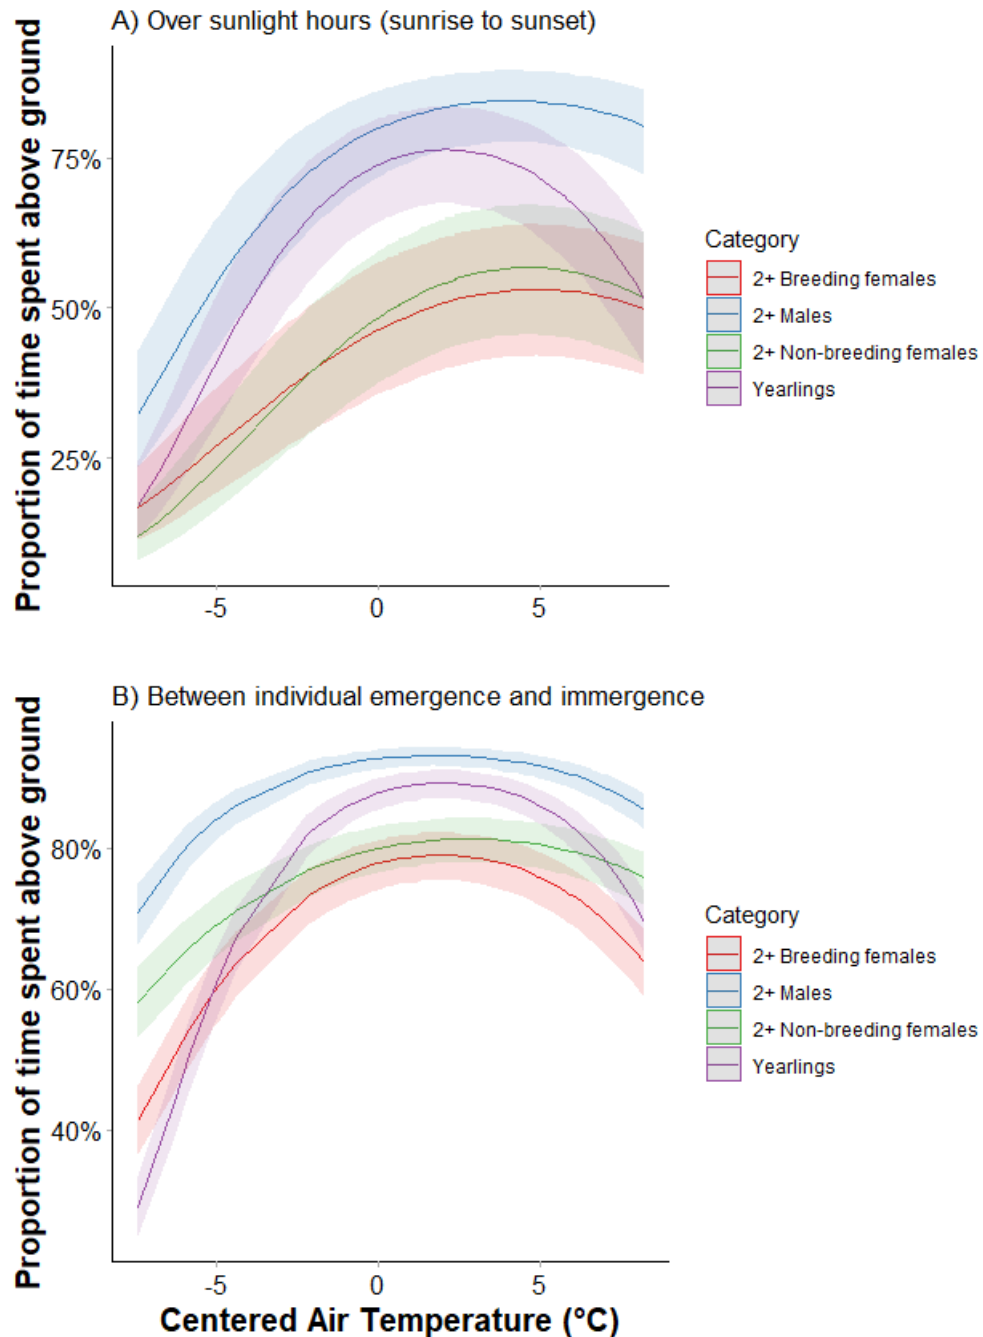 A) Over sunlight hours (sunrise to sunset)
Proportion of time spent above ground
75%
50%
25%
-5
0
5
Category
2+ Breeding females
2+ Males
2+ Non-breeding females
Yearlings
B) Between individual emergence and immergence
Proportion of time spent above ground
80%
60%
40%
-5
0
5
Centered Air Temperature (°C)
Category
2+ Breeding females
2+ Males
2+ Non-breeding females
Yearlings